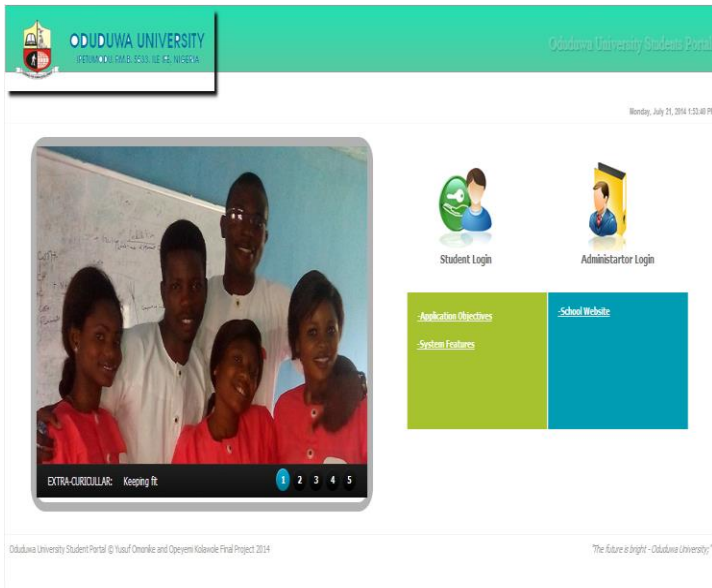 ODUDUWA UNIVERSITY
IPETUMODU P.M.B. 5533. ILE IFE, NIGERIA
Oduduwa University Students Portal
Monday, July 21, 2014 1:53:48 PM
Student Login
Administartor Login
-Application Objectives
-School Website
-System Features
EXTRA-CURICULLAR: Keeping fit
1 2 3 4 5
Oduduwa University Student Portal @ Yusuf Omonike and Opeyemi Kolawole Final Project 2014
"The future is bright - Oduduwa University;"